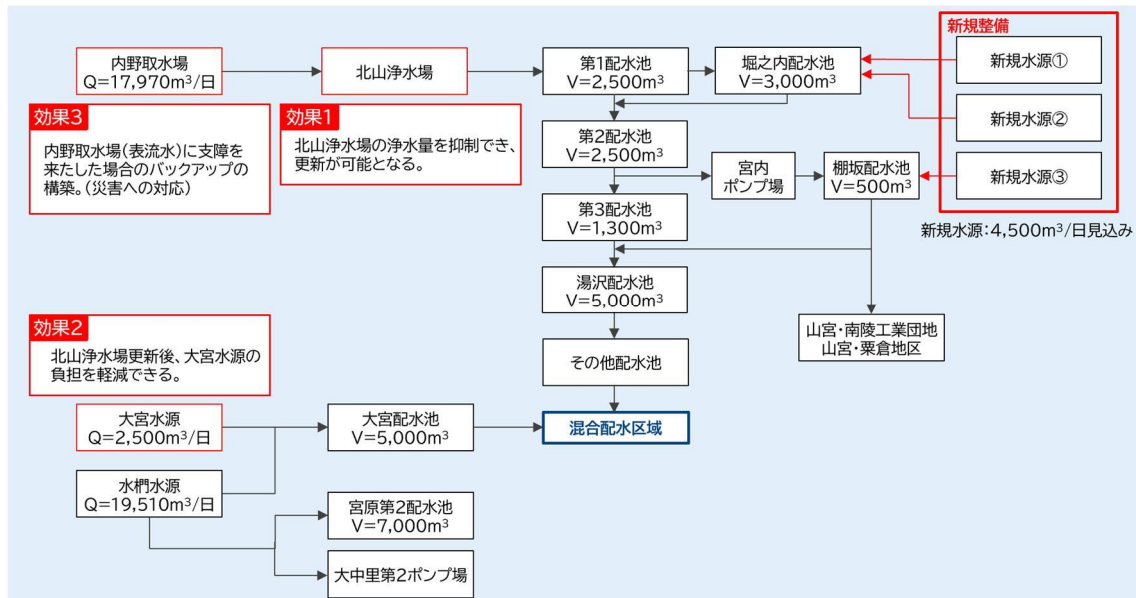 新規整備
内野取水場
Q=17,970m³/日
北山浄水場
第1配水池
V=2,500m³
堀之内配水池
V=3,000m³
新規水源①
新規水源②
新規水源③
効果3
内野取水場(表流水)に支障を
来たした場合のバックアップの
構築。(災害への対応)
効果1
北山浄水場の浄水量を抑制でき、
更新が可能となる。
第2配水池
V=2,500m³
宮内
ポンプ場
棚坂配水池
V=500m³
第3配水池
V=1,300m³
新規水源:4,500m³/日見込み
湯沢配水池
V=5,000m³
山宮・南陵工業団地
山宮・粟倉地区
効果2
北山浄水場更新後、大宮水源の
負担を軽減できる。
その他配水池
大宮水源
Q=2,500m³/日
大宮配水池
V=5,000m³
混合配水区域
水椚水源
Q=19,510m³/日
宮原第2配水池
V=7,000m³
大中里第2ポンプ場